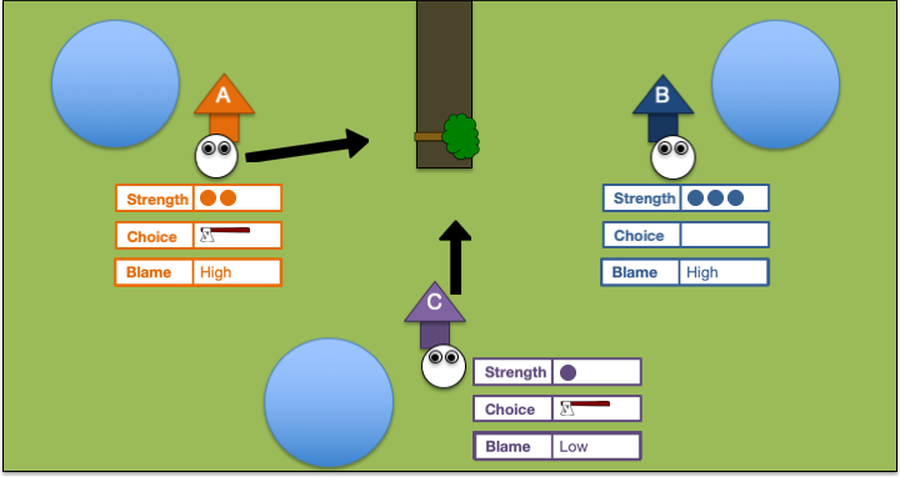 A
B
Strength
Choice
Blame High
Strength
Choice
Blame High
C
Strength
Choice
Blame Low